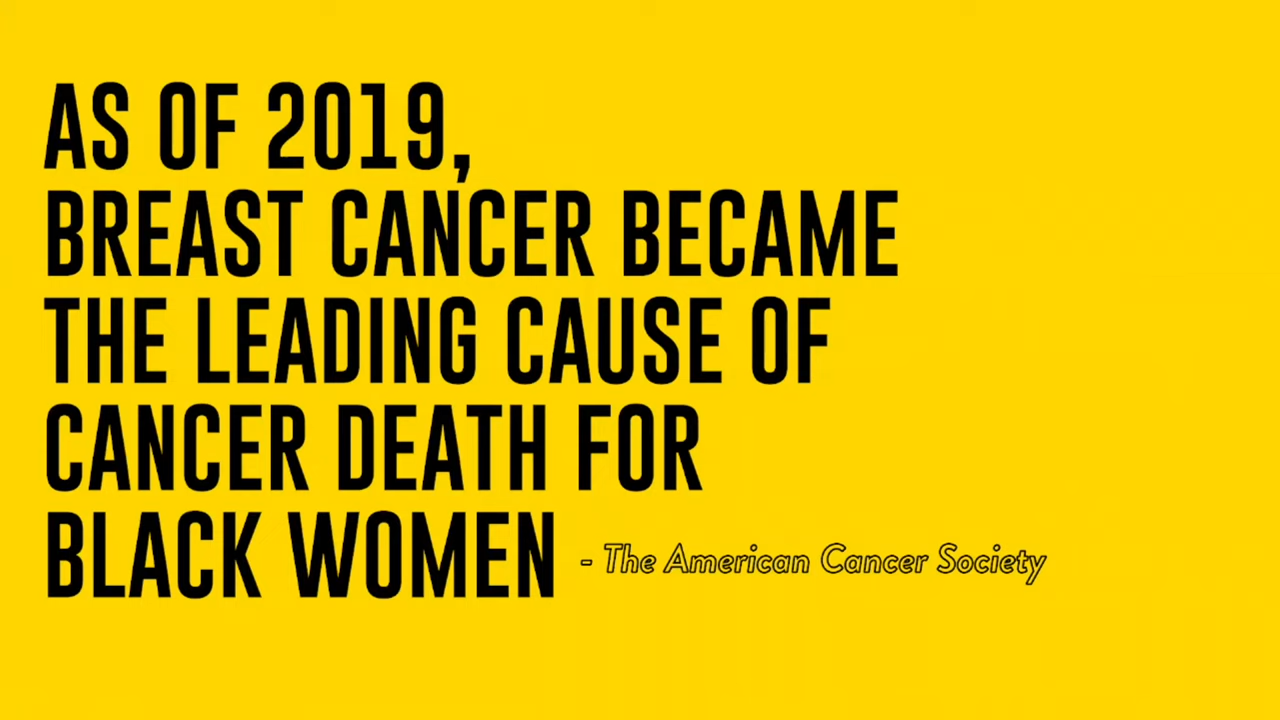 AS OF 2019,
BREAST CANCER BECAME
THE LEADING CAUSE OF
CANCER DEATH FOR
BLACK WOMEN - The American Cancer Society